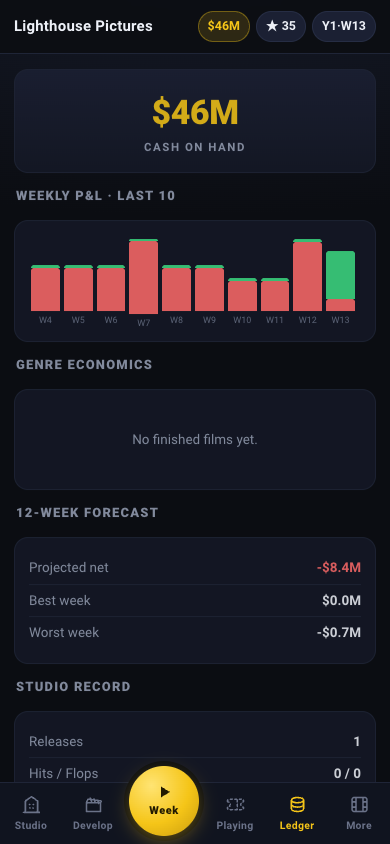 Lighthouse Pictures
$46M
★ 35
Y1·W13
$46M
CASH ON HAND
WEEKLY P&L · LAST 10
W4 W5 W6 W7 W8 W9 W10 W11 W12 W13
GENRE ECONOMICS
No finished films yet.
12-WEEK FORECAST
Projected net -$8.4M
Best week $0.0M
Worst week -$0.7M
STUDIO RECORD
Releases 1
Hits / Flops 0 / 0
Studio Develop Week Playing Ledger More